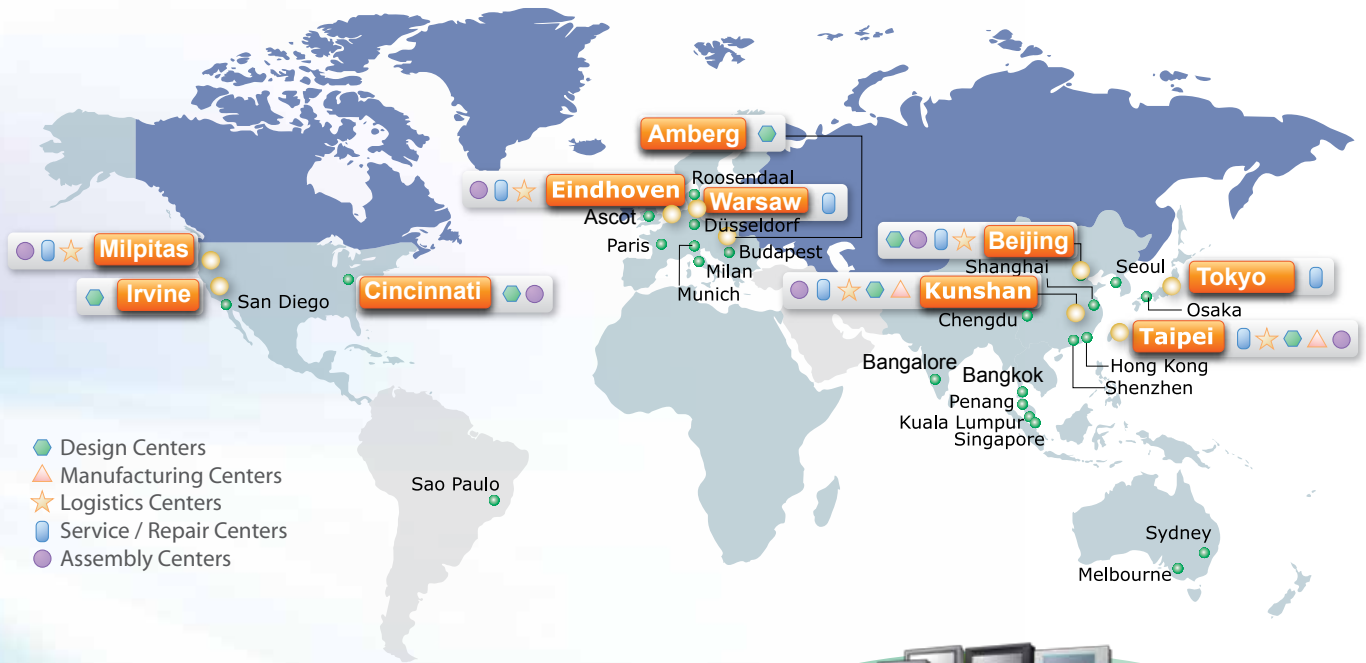 Amberg
Roosendaal
Eindhoven
Warsaw
Ascot
Düsseldorf
Milpitas
Paris
Budapest
Beijing
Milan
Shanghai
Seoul
Irvine
San Diego
Cincinnati
Munich
Kunshan
Tokyo
Chengdu
Osaka
Taipei
Bangalore
Hong Kong
Bangkok
Shenzhen
Penang
Kuala Lumpur
Singapore
Design Centers
Manufacturing Centers
Logistics Centers
Service / Repair Centers
Assembly Centers
Sao Paulo
Sydney
Melbourne